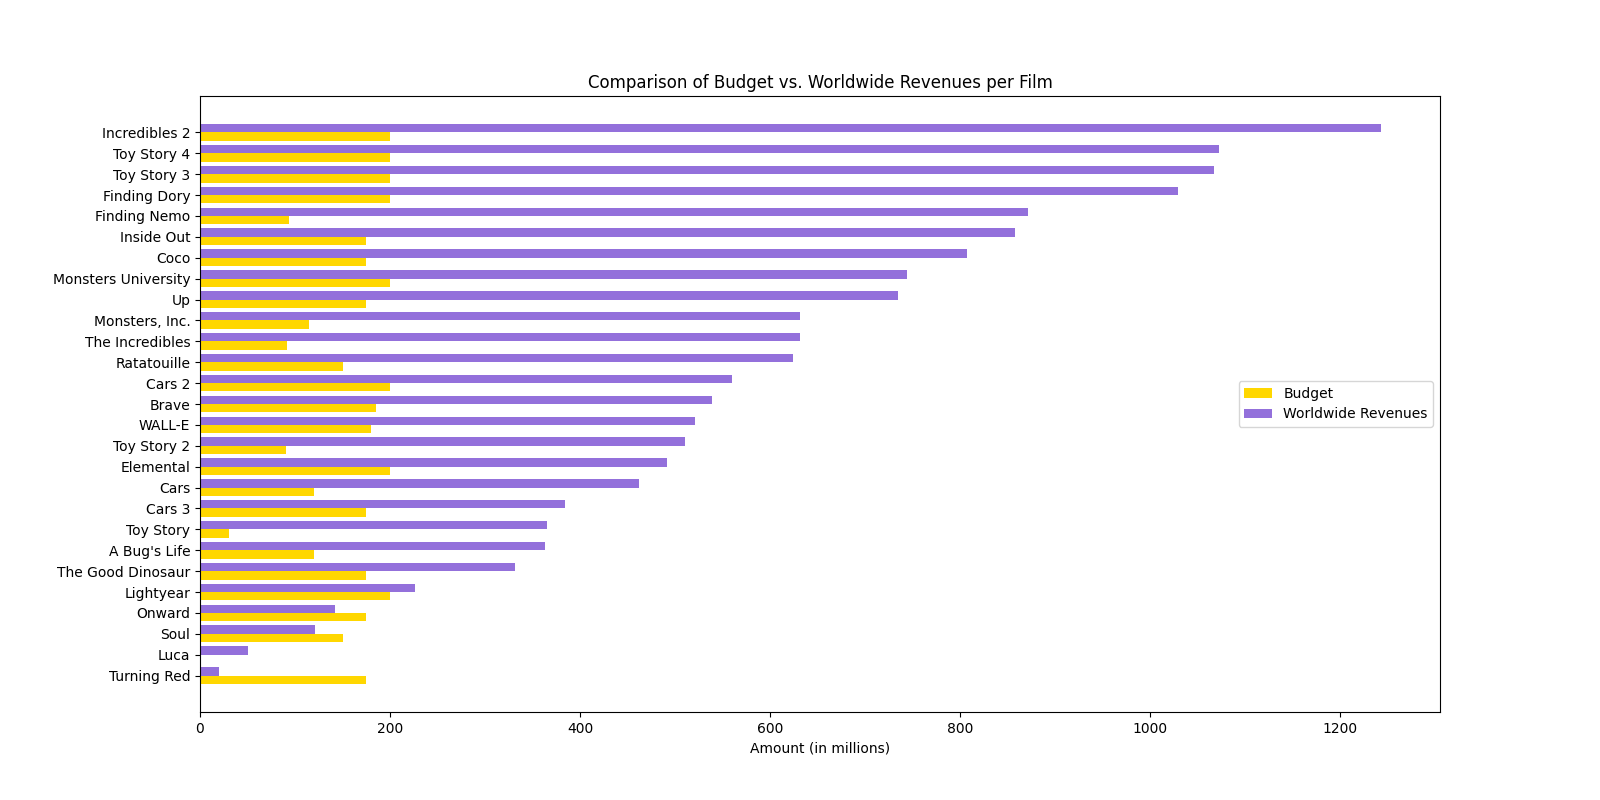 Comparison of Budget vs. Worldwide Revenues per Film
Incredibles 2
Toy Story 4
Toy Story 3
Finding Dory
Finding Nemo
Inside Out
Coco
Monsters University
Up
Monsters, Inc.
The Incredibles
Ratatouille
Cars 2
Brave
WALL-E
Toy Story 2
Elemental
Cars
Cars 3
Toy Story
A Bug's Life
The Good Dinosaur
Lightyear
Onward
Soul
Luca
Turning Red
Budget
Worldwide Revenues
0 200 400 600 800 1000 1200
Amount (in millions)